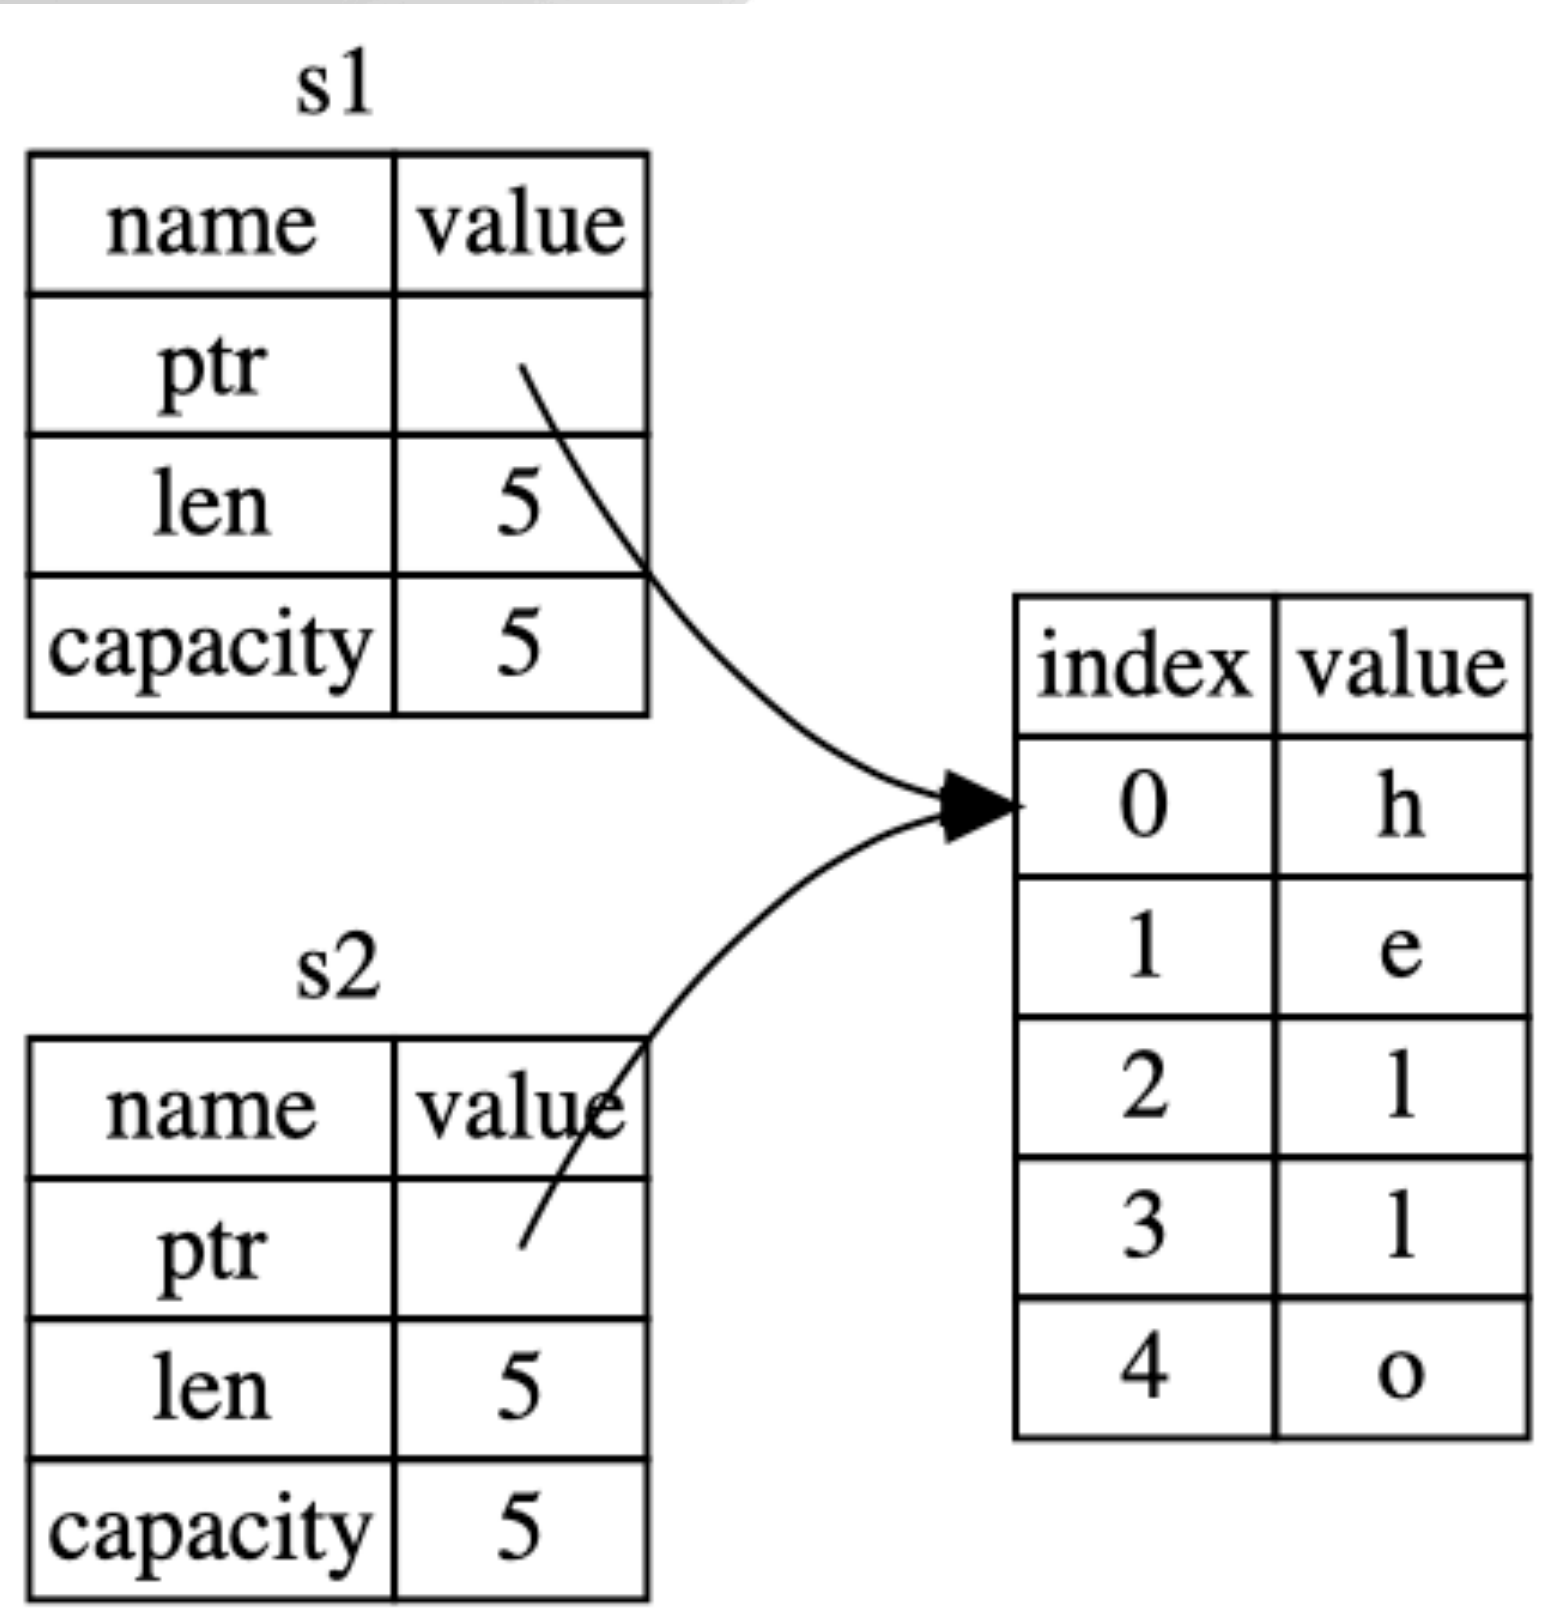 s1
name value
ptr
len 5
capacity 5
s2
name value
ptr
len 5
capacity 5
index value
0 h
1 e
2 l
3 l
4 o